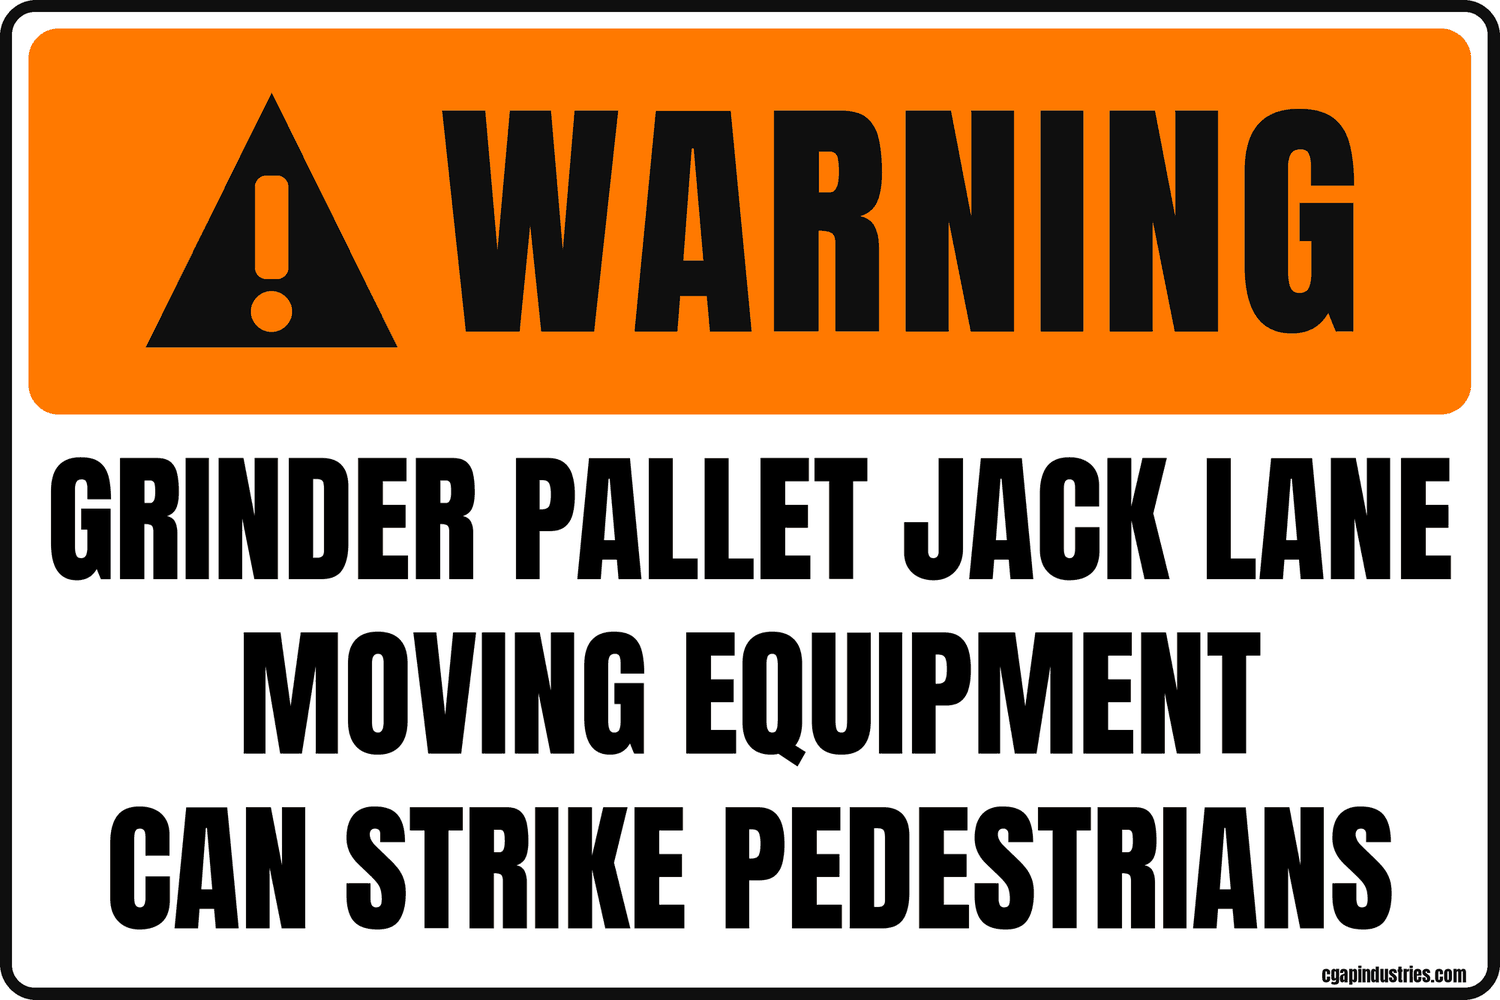 WARNING
GRINDER PALLET JACK LANE
MOVING EQUIPMENT
CAN STRIKE PEDESTRIANS
cgapindustries.com